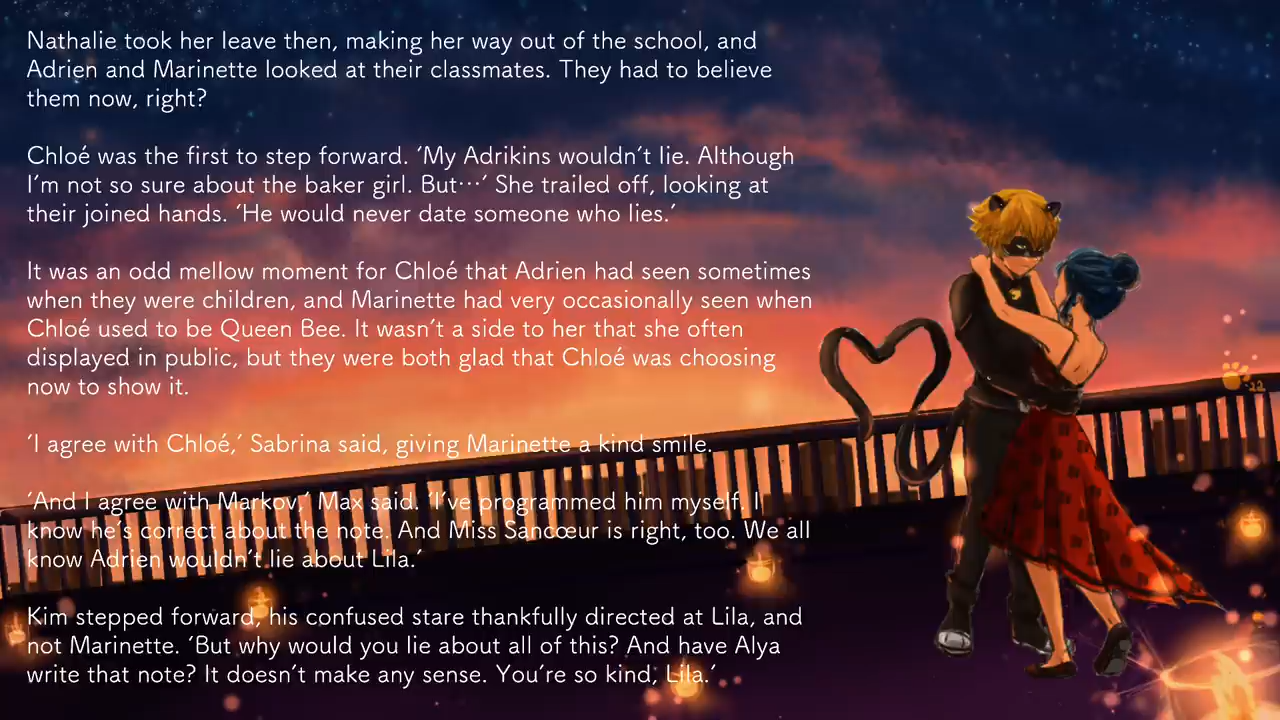 Nathalie took her leave then, making her way out of the school, and
Adrien and Marinette looked at their classmates. They had to believe
them now, right?
Chloé was the first to step forward. ‘My Adrikins wouldn’t lie. Although
I’m not so sure about the baker girl. But…’ She trailed off, looking at
their joined hands. ‘He would never date someone who lies.’
It was an odd mellow moment for Chloé that Adrien had seen sometimes
when they were children, and Marinette had very occasionally seen when
Chloé used to be Queen Bee. It wasn’t a side to her that she often
displayed in public, but they were both glad that Chloé was choosing
now to show it.
‘I agree with Chloé,’ Sabrina said, giving Marinette a kind smile.
‘And I agree with Markov,’ Max said. ‘I’ve programmed him myself, I
know he’s correct about the note. And Miss Sancœur is right, too. We all
know Adrien wouldn’t lie about Lila.’
Kim stepped forward, his confused stare thankfully directed at Lila, and
not Marinette. ‘But why would you lie about all of this? And have Alya
write that note? It doesn’t make any sense. You’re so kind, Lila.’